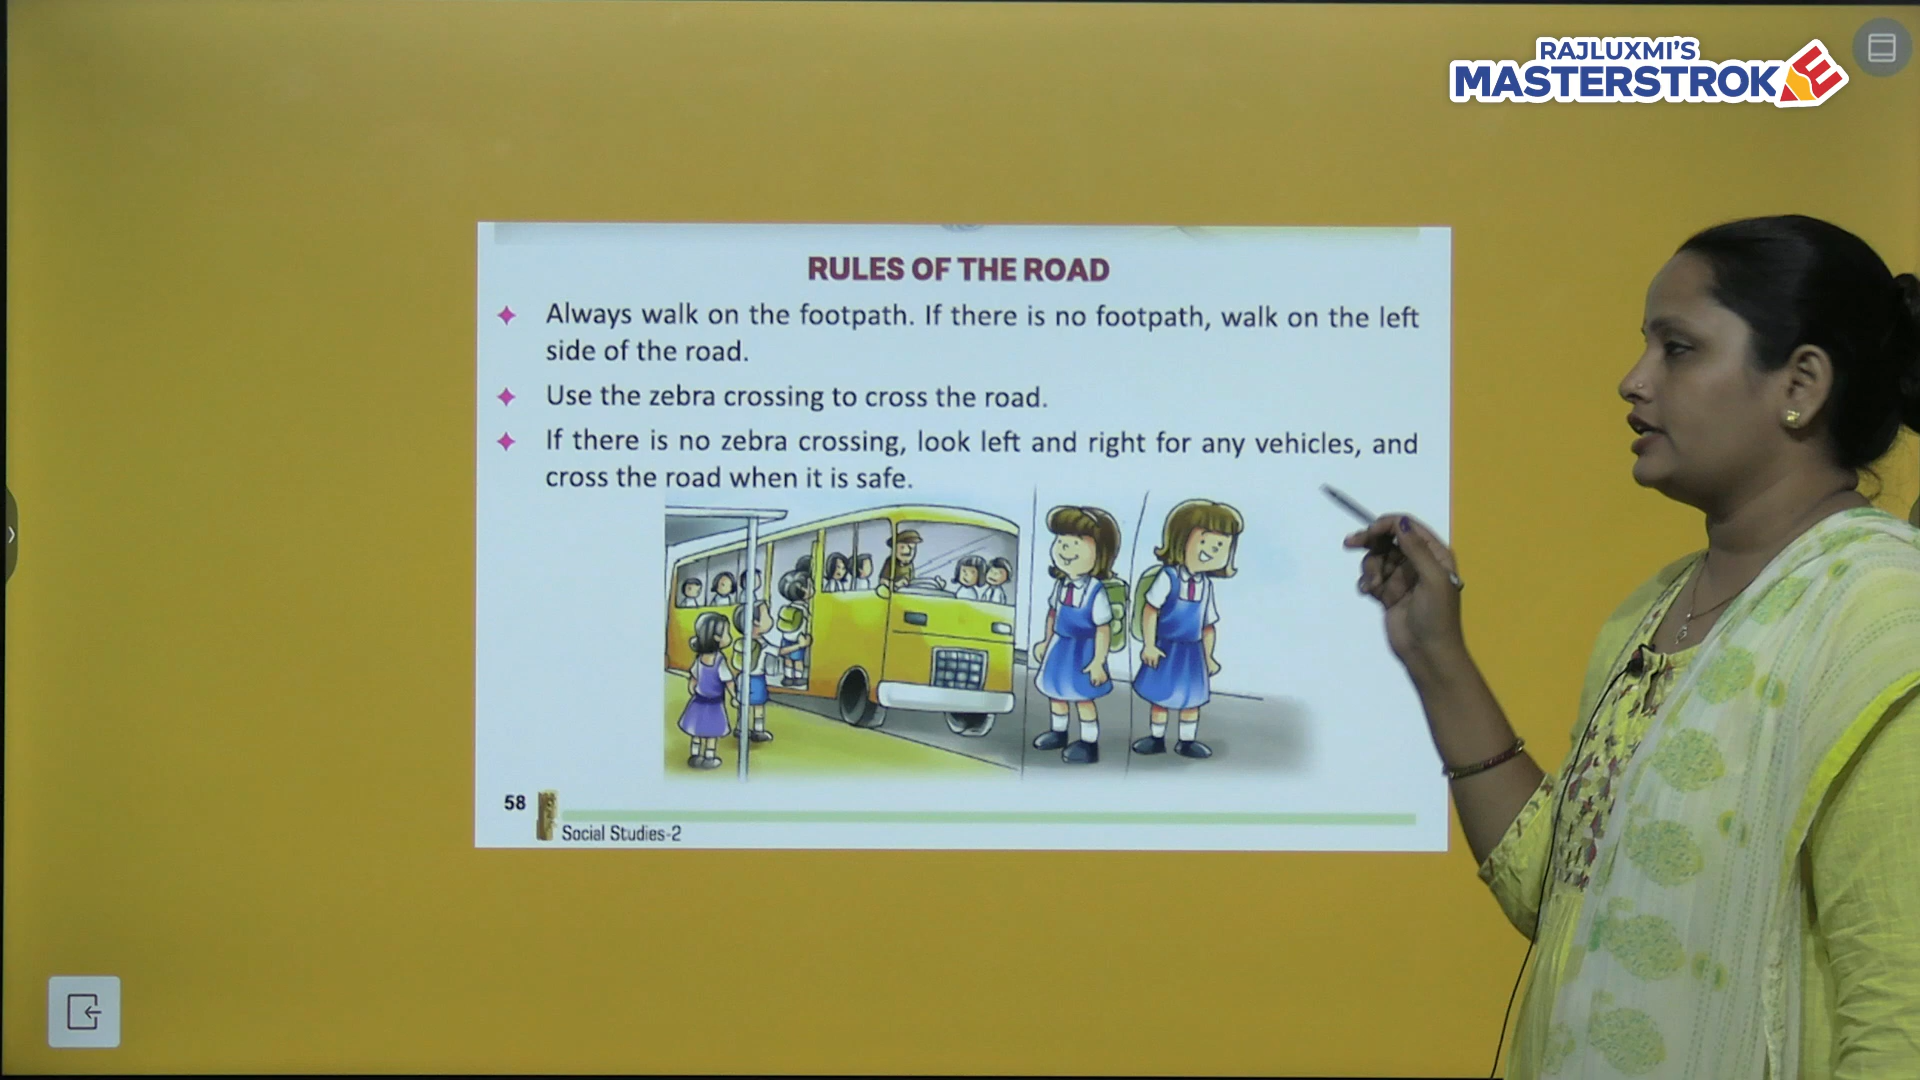 RAJLUXMI'S
MASTERSTROKE
RULES OF THE ROAD
Always walk on the footpath. If there is no footpath, walk on the left
side of the road.
Use the zebra crossing to cross the road.
If there is no zebra crossing, look left and right for any vehicles, and
cross the road when it is safe.
58
Social Studies-2